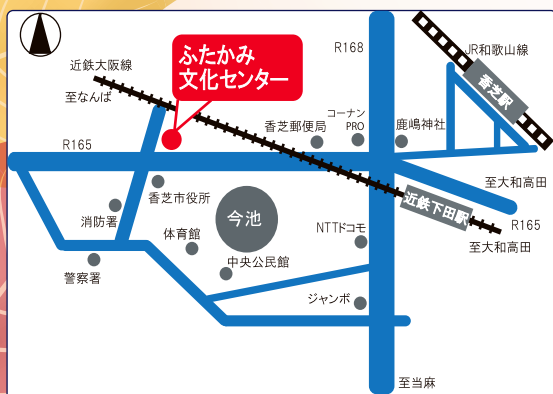 R168
JR和歌山線
香芝駅
近鉄大阪線
至なんば
ふたかみ
文化センター
コーナン
PRO
香芝郵便局
鹿嶋神社
R165
至大和高田
香芝市役所
今池
近鉄下田駅
消防署
体育館
NTTドコモ
R165
至大和高田
警察署
中央公民館
ジャンボ
至当麻